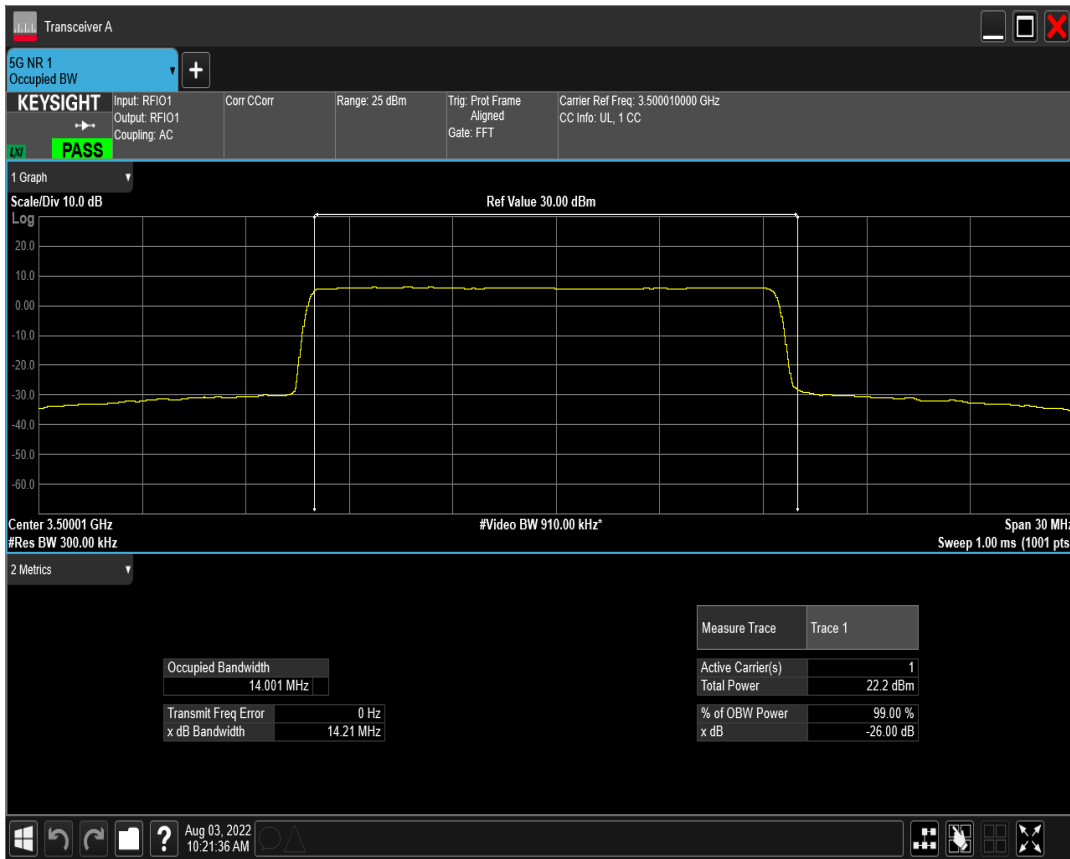 Transceiver A
5G NR 1
Occupied BW
KEYSIGHT
LXI
PASS
Input: RFIO1
Output: RFIO1
Coupling: AC
Corr CCorr
Range: 25 dBm
Trig: Prot Frame
Aligned
Gate: FFT
Carrier Ref Freq: 3.500010000 GHz
CC Info: UL, 1 CC
1 Graph
Scale/Div 10.0 dB
Ref Value 30.00 dBm
Log
20.0
10.0
0.00
-10.0
-20.0
-30.0
-40.0
-50.0
-60.0
Center 3.50001 GHz
#Video BW 910.00 kHz*
Span 30 MHz
#Res BW 300.00 kHz
Sweep 1.00 ms (1001 pts
2 Metrics
Measure Trace Trace 1
Occupied Bandwidth
14.001 MHz
Active Carrier(s) 1
Total Power 22.2 dBm
Transmit Freq Error 0 Hz
x dB Bandwidth 14.21 MHz
% of OBW Power 99.00 %
x dB -26.00 dB
?
Aug 03, 2022
10:21:36 AM